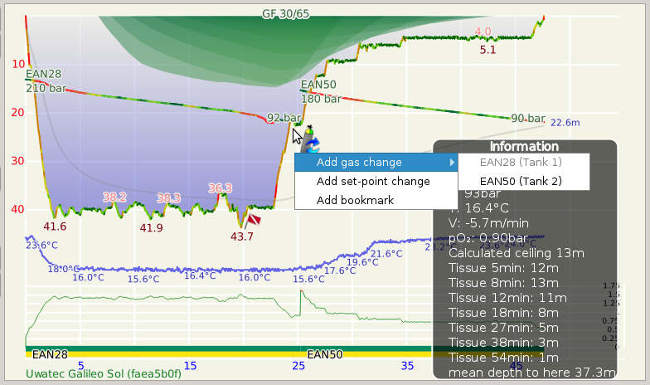 GF 30/65
4.0
5.1
10
EAN28
210 bar
EAN50
180 bar
20
92 bar
90 bar
22.6m
Information
30
Add gas change
EAN28 (Tank 1)
Add set-point change
EAN50 (Tank 2)
Add bookmark
38.2
38.3
36.3
40
41.6
41.9
43.7
93bar
T: 16.4°C
V: -5.7m/min
pO₂: 0.90bar
Calculated ceiling 13m
Tissue 5min: 12m
Tissue 8min: 13m
Tissue 12min: 11m
Tissue 18min: 8m
Tissue 27min: 5m
Tissue 38min: 3m
Tissue 54min: 1m
mean depth to here 37.3m
23.6°C
18.0°C
16.0°C
15.6°C
16.4°C
16.0°C
15.6°C
17.6°C
19.6°C
21.6°C
EAN28
EAN50
5
15
25
35
45
Uwatec Galileo Sol (faea5b0f)